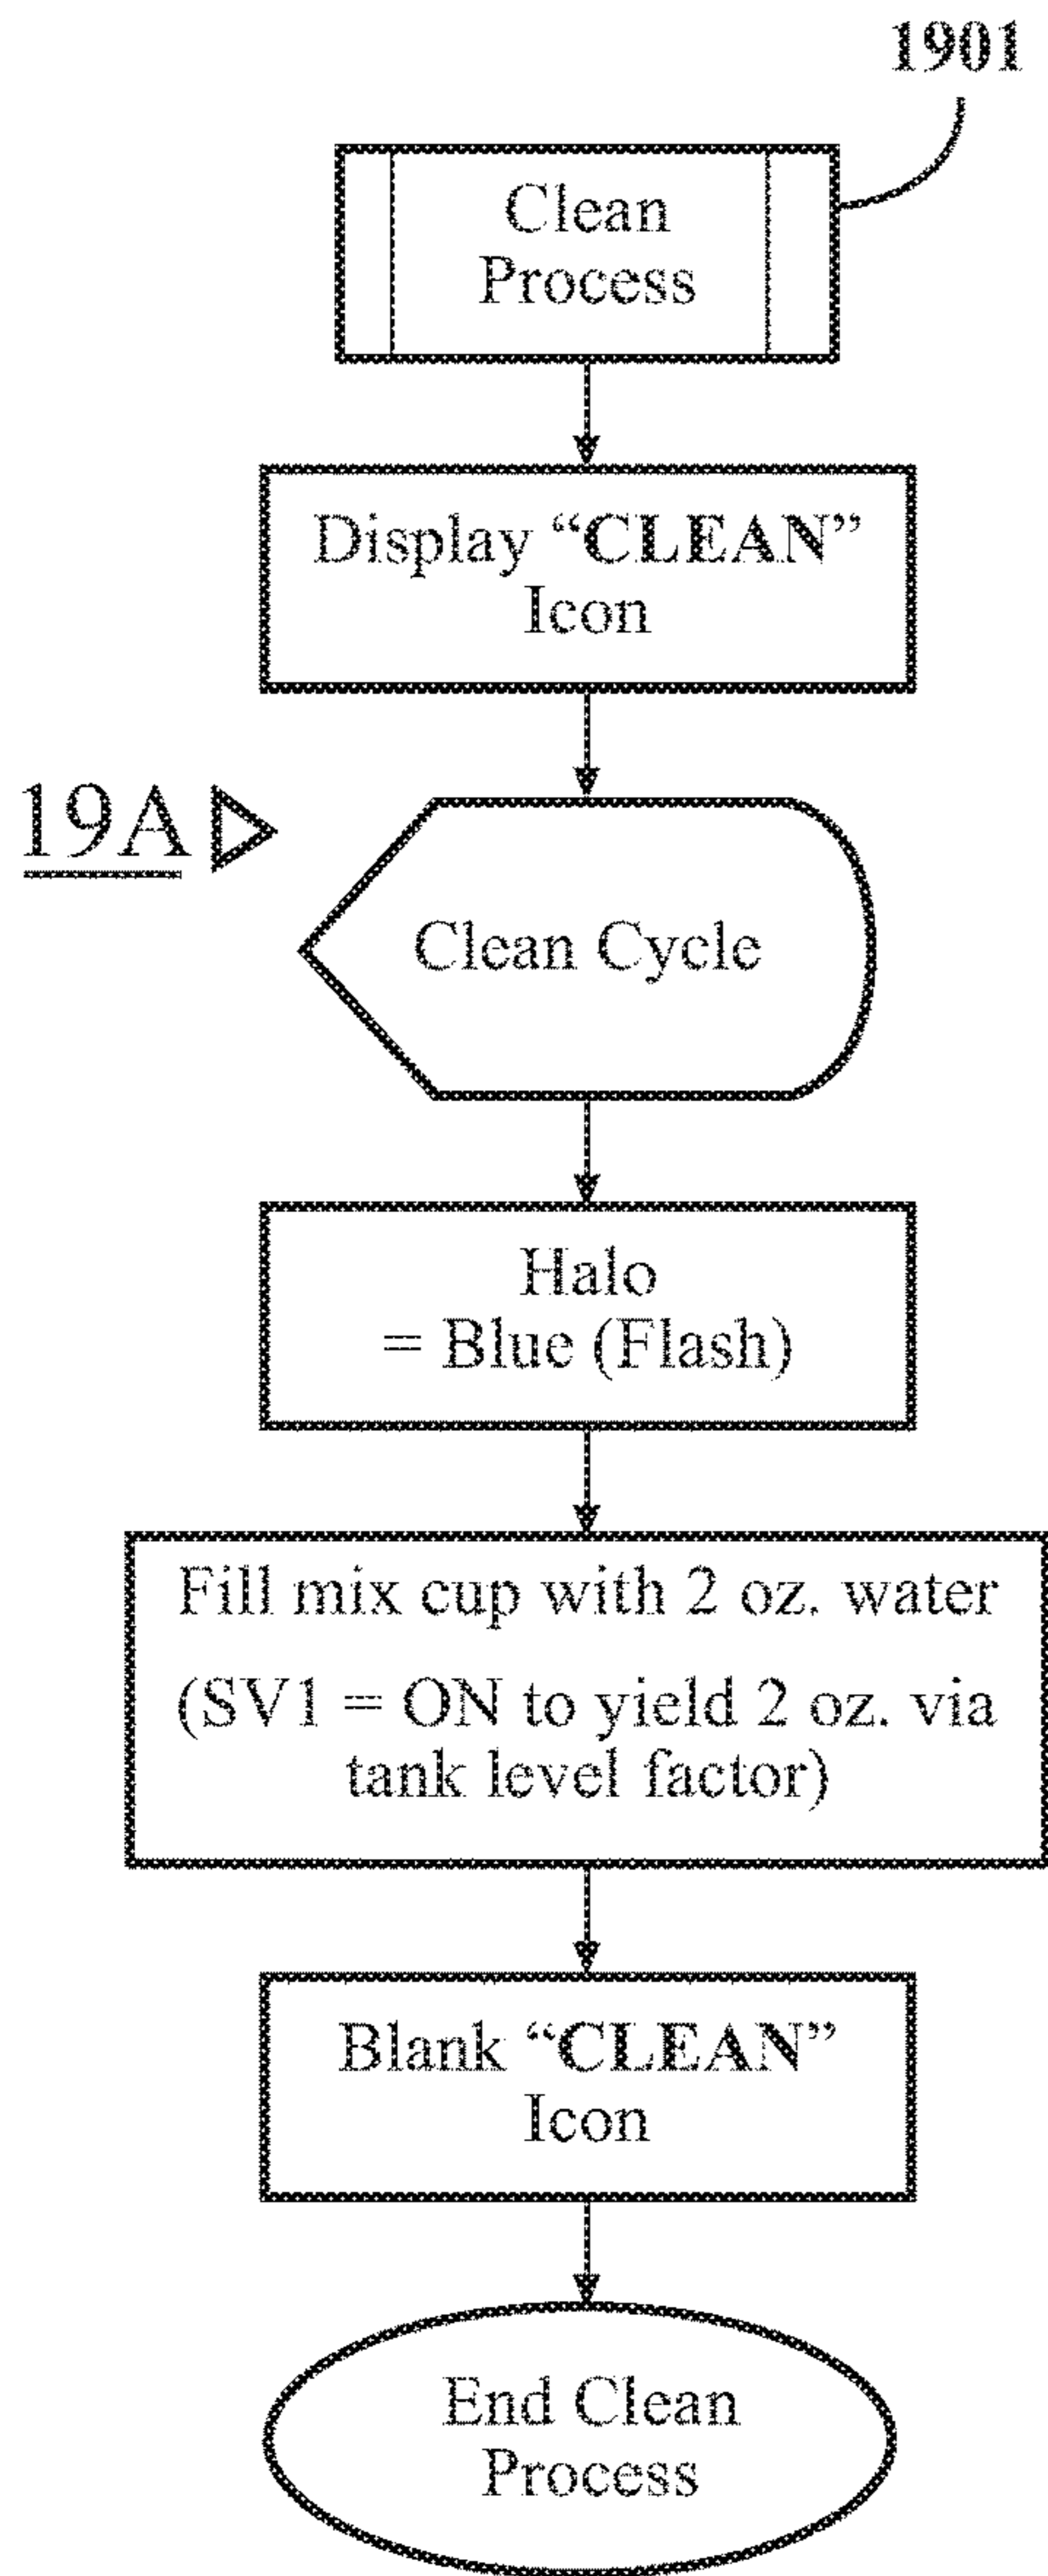 1901
Clean
Process
Display “CLEAN”
Icon
19A
Clean Cycle
Halo
= Blue (Flash)
Fill mix cup with 2 oz. water
(SV1 = ON to yield 2 oz. via
tank level factor)
Blank “CLEAN”
Icon
End Clean
Process